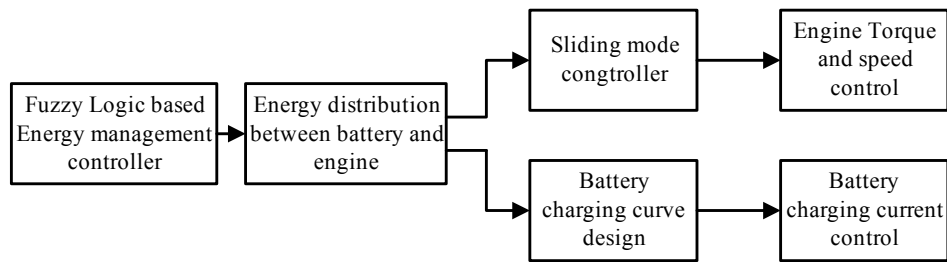 Fuzzy Logic based
Energy management
controller
Energy distribution
between battery and
engine
Sliding mode
congtroller
Engine Torque
and speed
control
Battery
charging curve
design
Battery
charging current
control